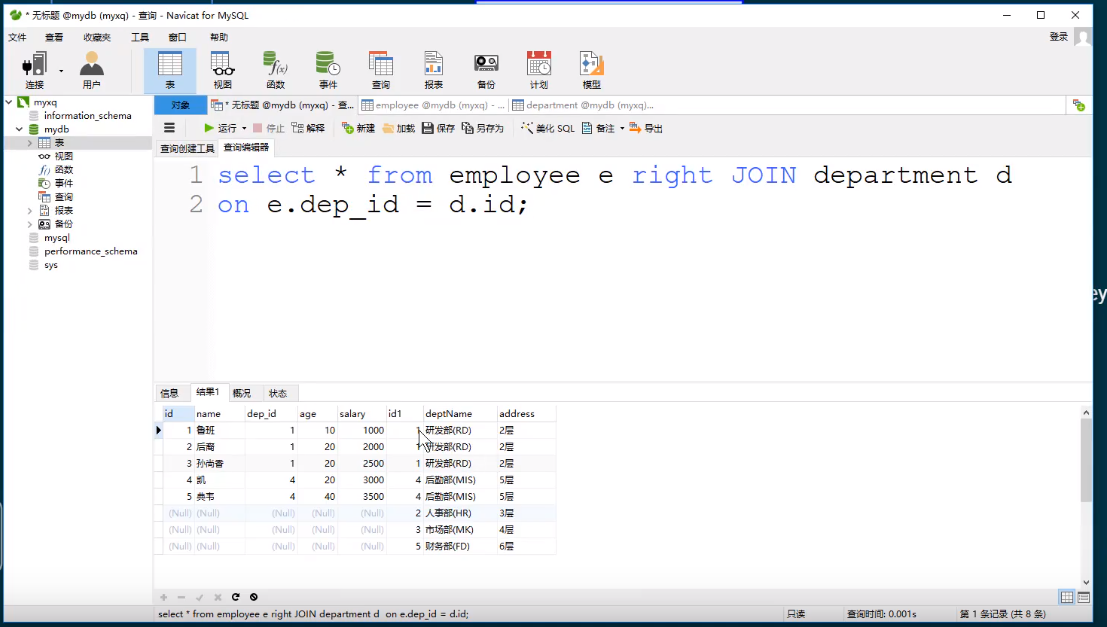 * 无标题 @mydb (myxq) - 查询 - Navicat for MySQL
文件 查看 收藏夹 工具 窗口 帮助 登录
连接 用户 表 视图 函数 事件 查询 报表 备份 计划 模型
对象 * 无标题 @mydb (myxq) - 查... employee @mydb (myxq) - ... department @mydb (myxq)...
运行 停止 解释 新建 加载 保存 另存为 美化 SQL 备注 导出
查询创建工具 查询编辑器
myxq
information_schema
mydb
表
视图
函数
事件
查询
报表
备份
mysql
performance_schema
sys
1 select * from employee e right JOIN department d
2 on e.dep_id = d.id;
ey
信息 结果1 概况 状态
id name dep_id age salary id1 deptName address
1 鲁班 1 10 1000 1 研发部(RD) 2层
2 后裔 1 20 2000 1 研发部(RD) 2层
3 孙尚香 1 20 2500 1 研发部(RD) 2层
4 凯 4 20 3000 4 后勤部(MIS) 5层
5 典韦 4 40 3500 4 后勤部(MIS) 5层
(Null) (Null) (Null) (Null) (Null) 2 人事部(HR) 3层
(Null) (Null) (Null) (Null) (Null) 3 市场部(MK) 4层
(Null) (Null) (Null) (Null) (Null) 5 财务部(FD) 6层
select * from employee e right JOIN department d on e.dep_id = d.id; 只读 查询时间: 0.001s 第 1 条记录 (共 8 条)